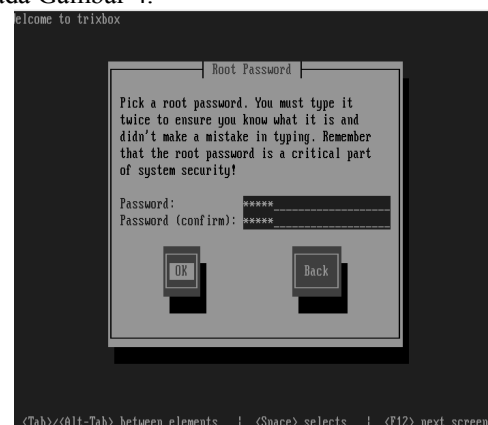 ada Gambar 4.
elcome to trixbox
Root Password
Pick a root password. You must type it
twice to ensure you know what it is and
didn't make a mistake in typing. Remember
that the root password is a critical part
of system security!
Password: *****
Password (confirm): *****
OK Back
<Tab>/<Alt-Tab> between elements | <Space> selects | <F12> next screen